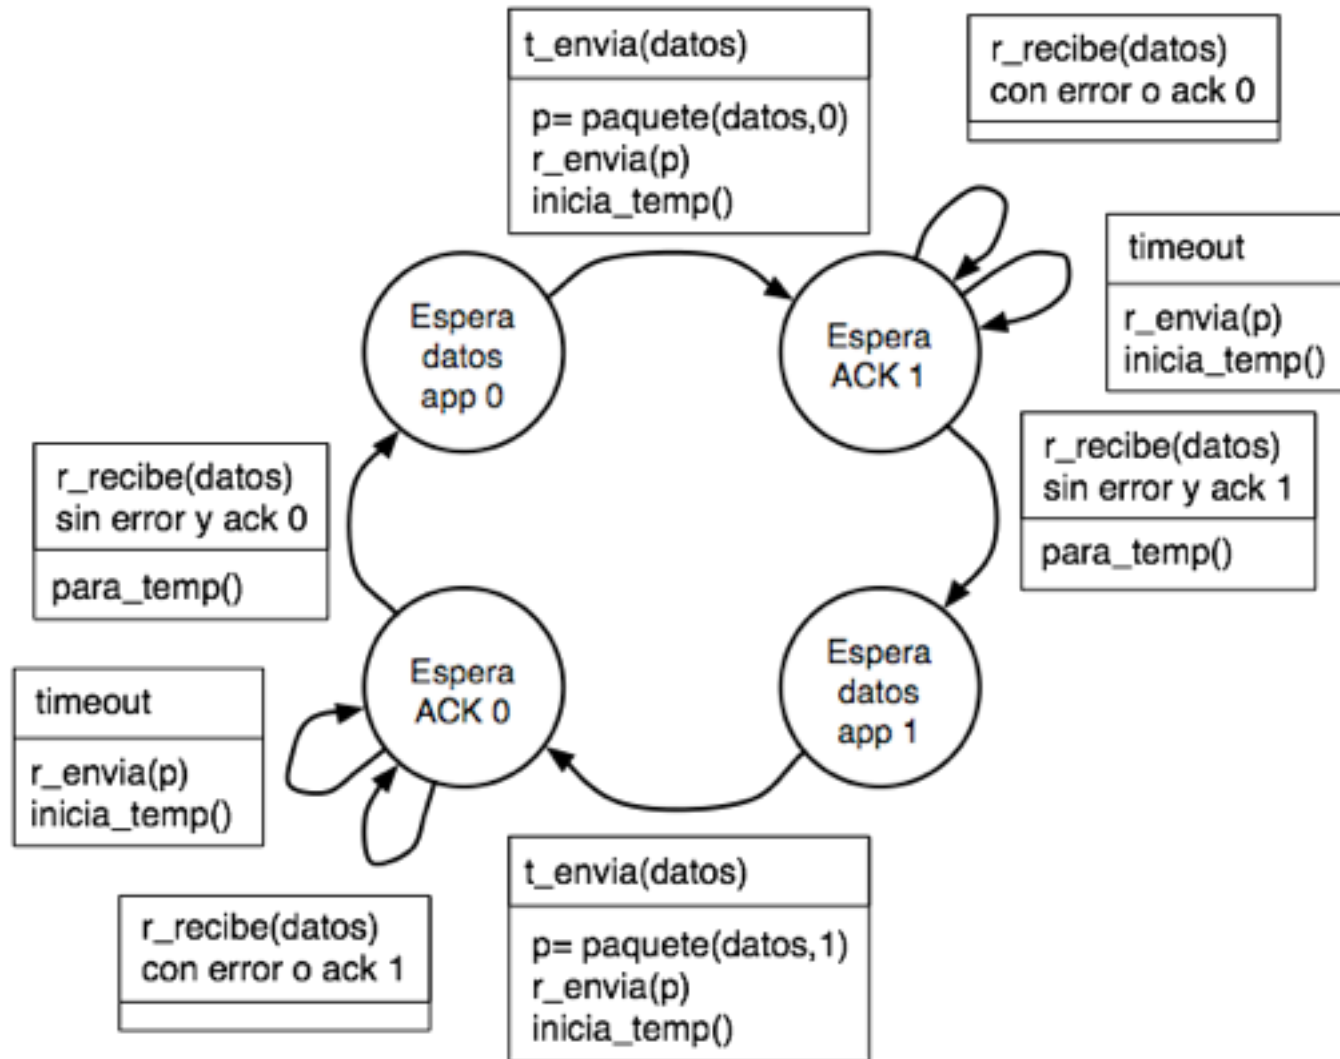 t_envia(datos)
p= paquete(datos,0)
r_envia(p)
inicia_temp()
r_recibe(datos)
con error o ack 0
timeout
r_envia(p)
inicia_temp()
Espera
datos
app 0
Espera
ACK 1
r_recibe(datos)
sin error y ack 0
para_temp()
r_recibe(datos)
sin error y ack 1
para_temp()
Espera
ACK 0
Espera
datos
app 1
timeout
r_envia(p)
inicia_temp()
r_recibe(datos)
con error o ack 1
t_envia(datos)
p= paquete(datos,1)
r_envia(p)
inicia_temp()